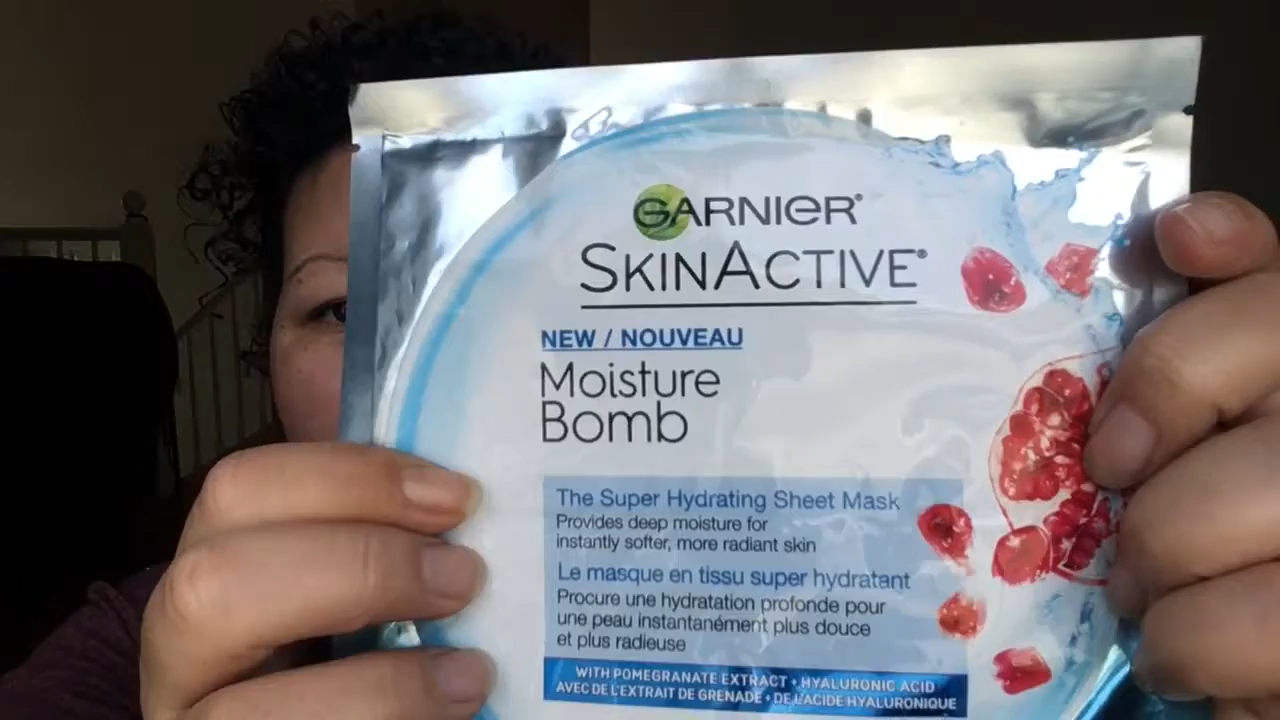 GARNIER®
SKINACTIVE®
NEW / NOUVEAU
Moisture
Bomb
The Super Hydrating Sheet Mask
Provides deep moisture for
instantly softer, more radiant skin
Le masque en tissu super hydratant
Procure une hydratation profonde pour
une peau instantanément plus douce
et plus radieuse
WITH POMEGRANATE EXTRACT • HYALURONIC ACID
AVEC DE L'EXTRAIT DE GRENADE • DE L'ACIDE HYALURONIQUE